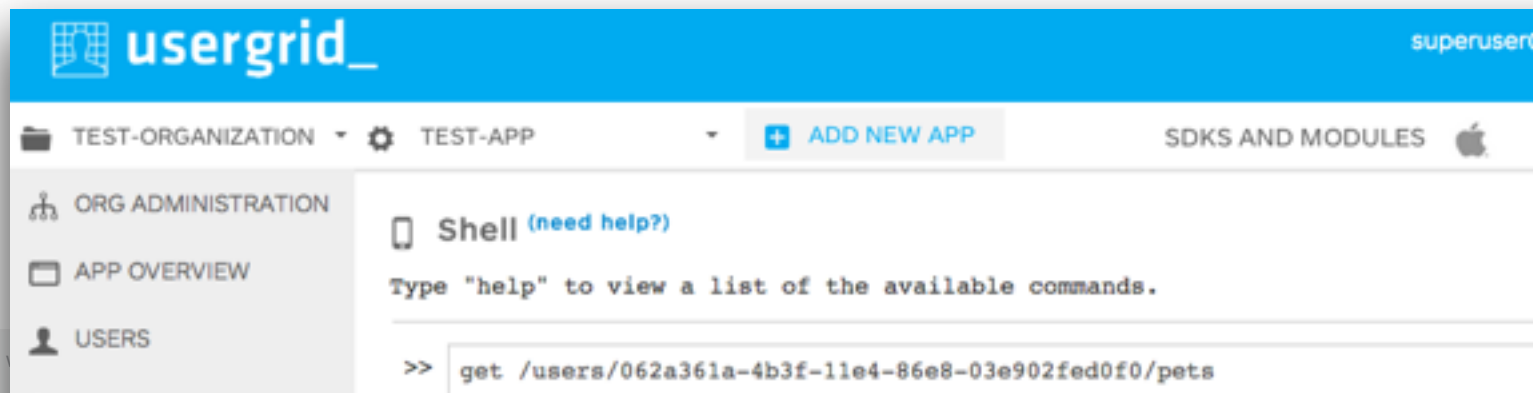 usergrid_
superuser
TEST-ORGANIZATION
TEST-APP
ADD NEW APP
SDKS AND MODULES
ORG ADMINISTRATION
APP OVERVIEW
USERS
Shell (need help?)
Type "help" to view a list of the available commands.
>> get /users/062a361a-4b3f-11e4-86e8-03e902fed0f0/pets